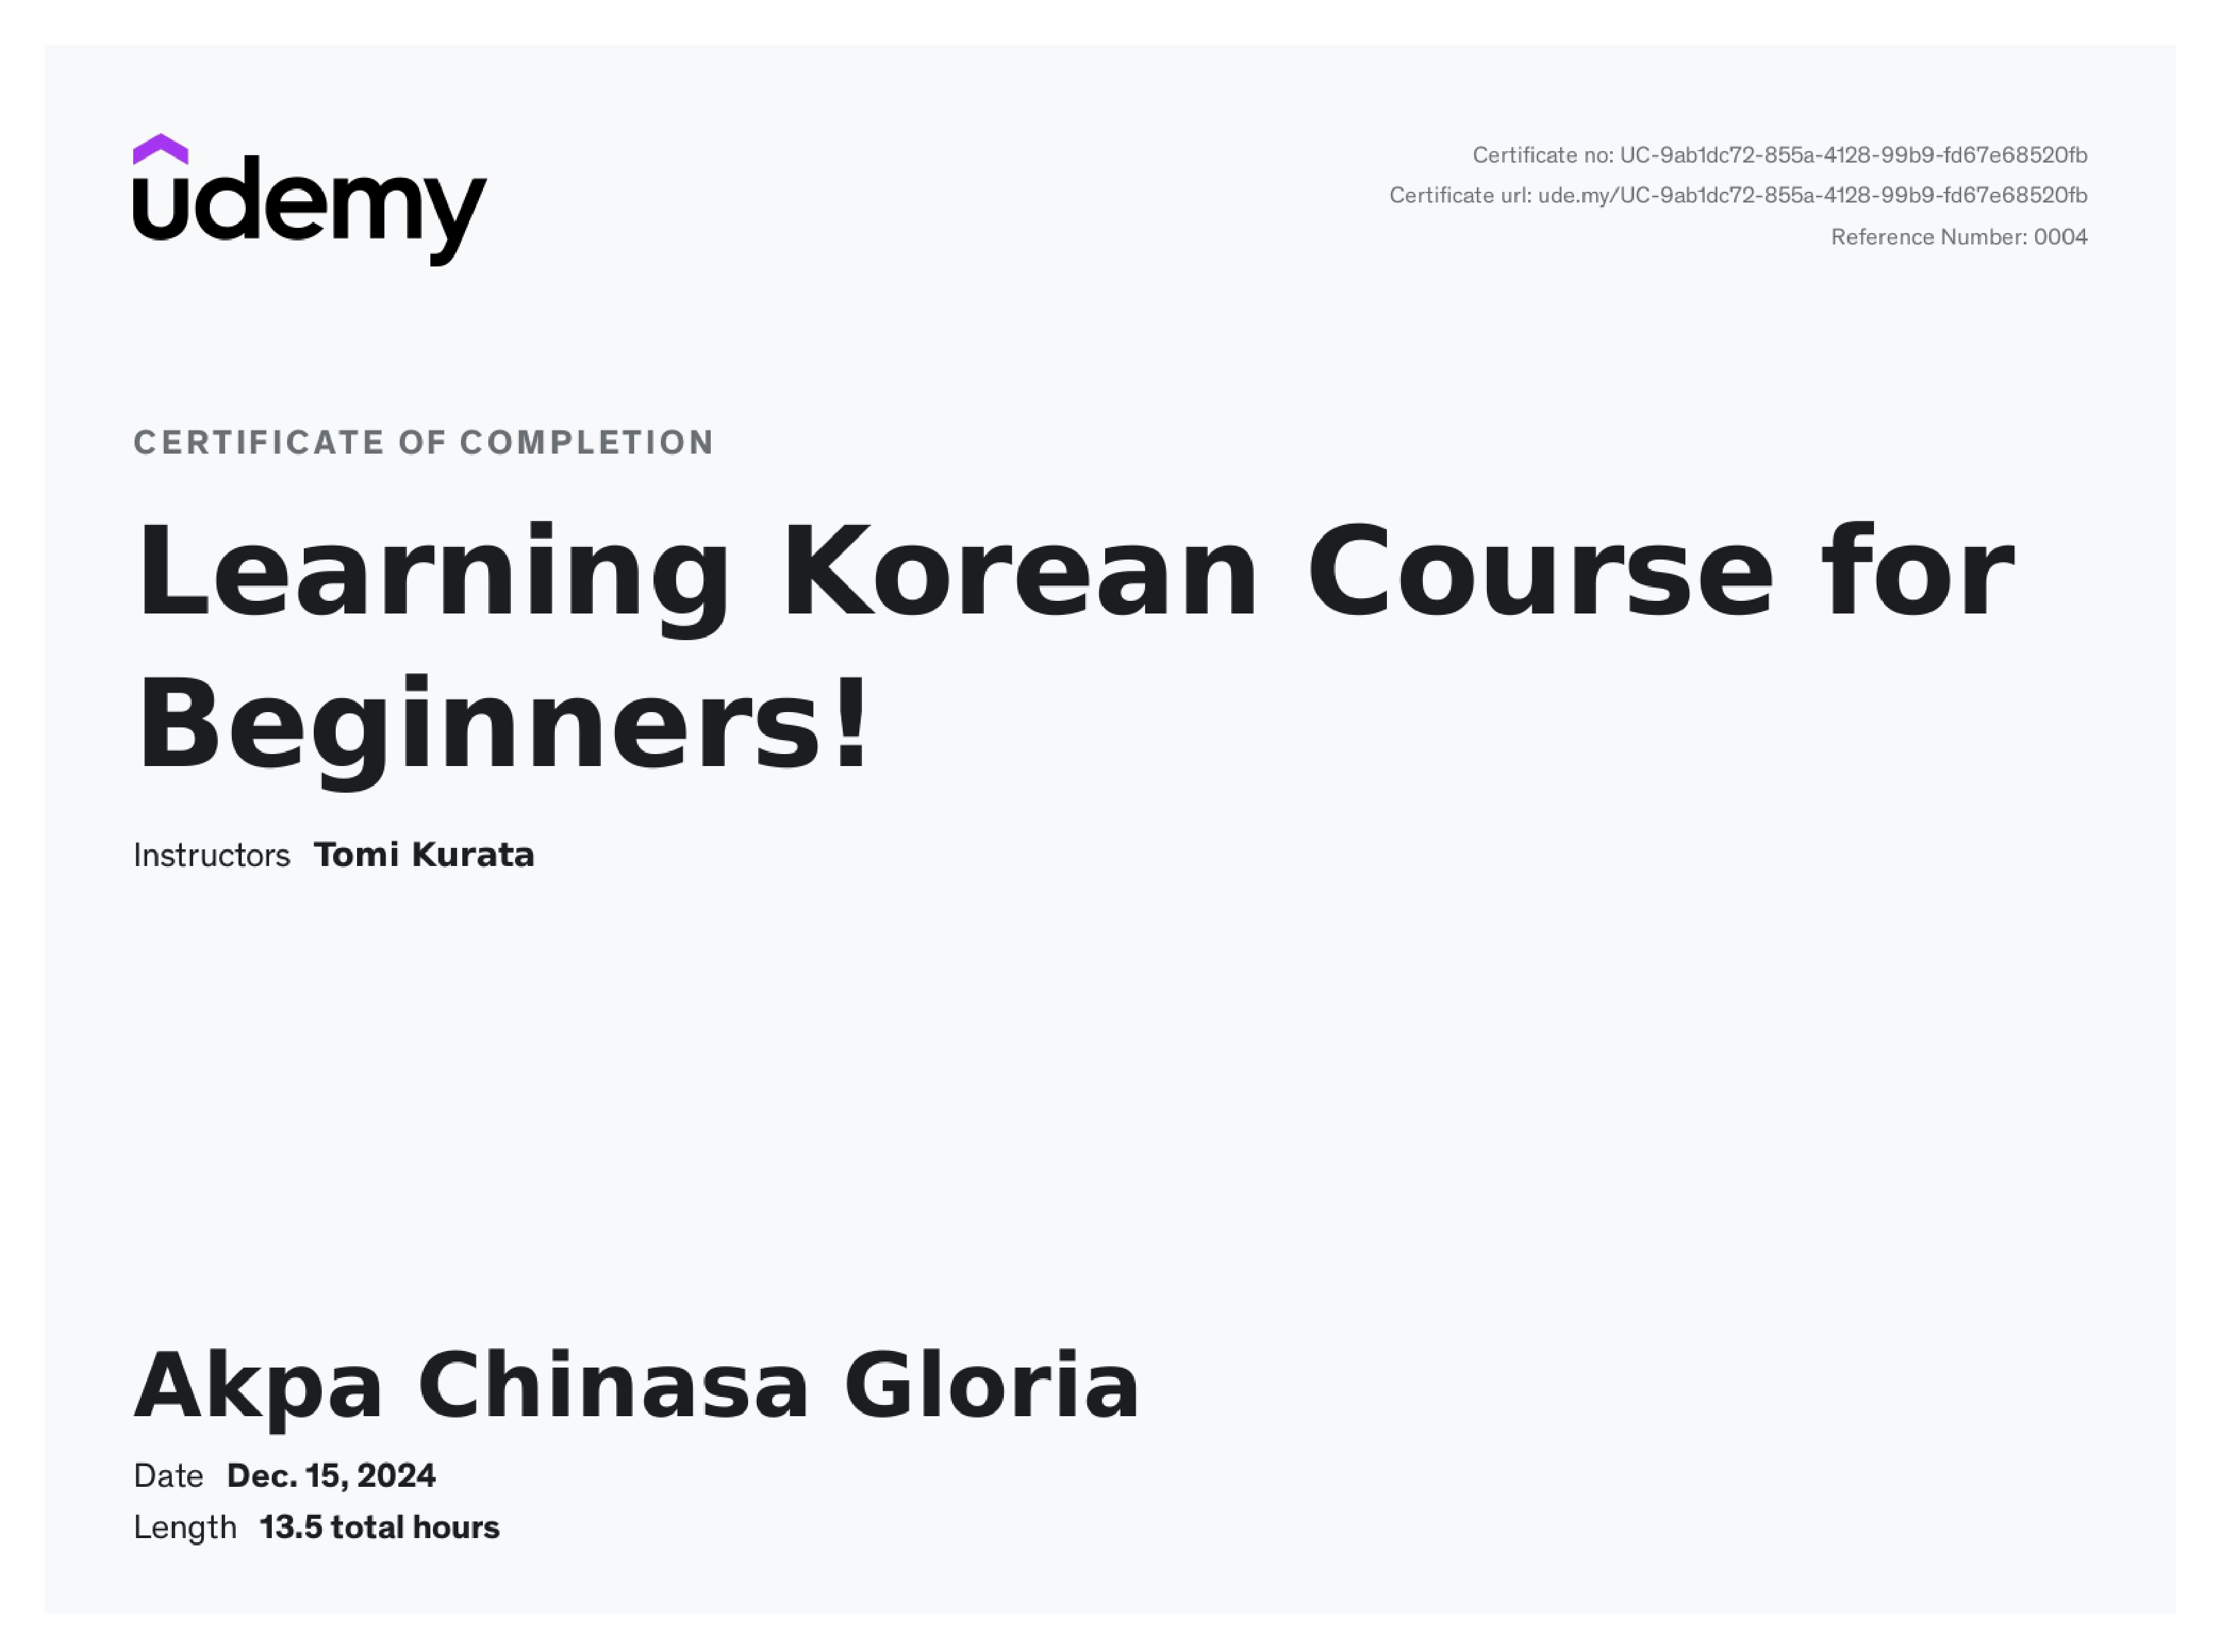 udemy
Certificate no: UC-9ab1dc72-855a-4128-99b9-fd67e68520fb
Certificate url: ude.my/UC-9ab1dc72-855a-4128-99b9-fd67e68520fb
Reference Number: 0004
CERTIFICATE OF COMPLETION
Learning Korean Course for
Beginners!
Instructors Tomi Kurata
Akpa Chinasa Gloria
Date Dec. 15, 2024
Length 13.5 total hours